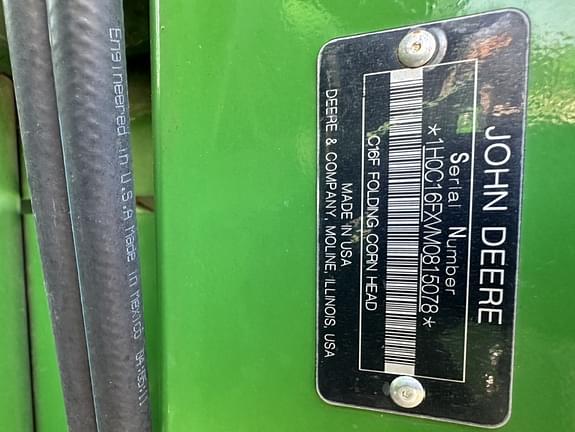 JOHN DEERE
Serial Number
*1H0C16FXVM0815078*
C16F FOLDING CORN HEAD
MADE IN USA
DEERE & COMPANY, MOLINE, ILLINOIS, USA
Engineered in U.S.A Made in Mexico